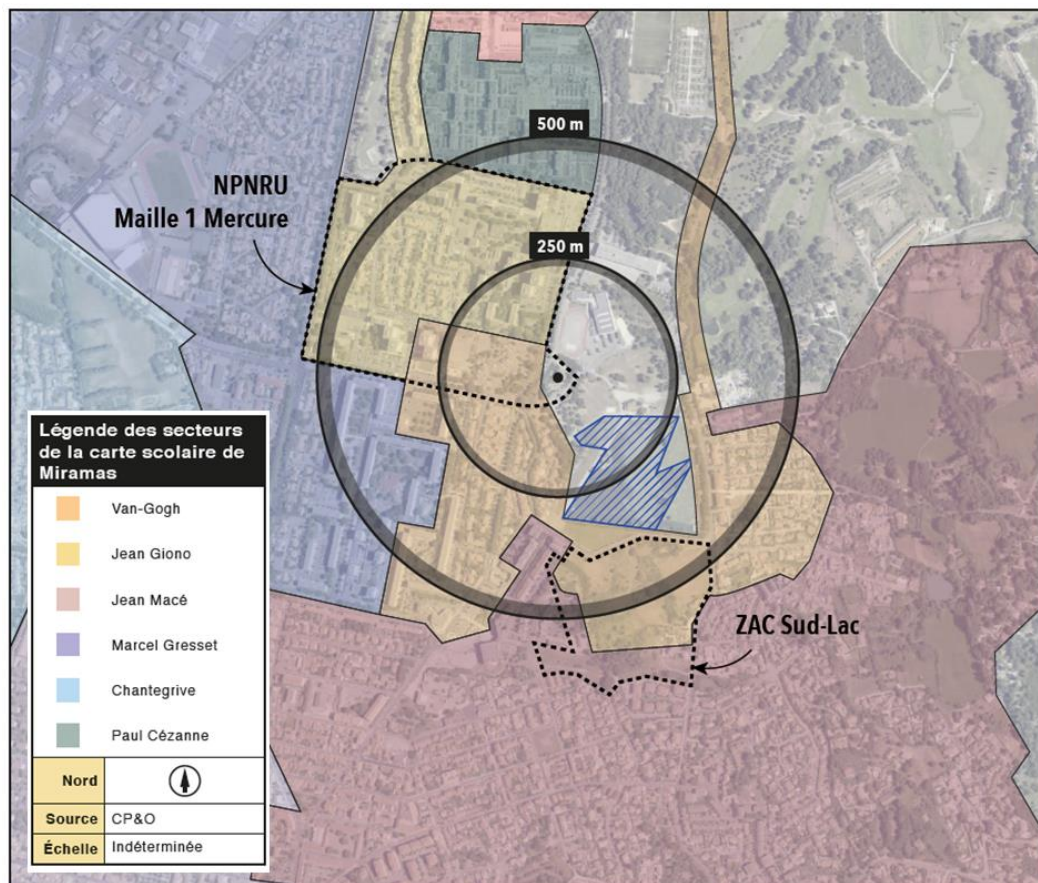 500 m
NPNRU
Maille 1 Mercure
250 m
ZAC Sud-Lac
Légende des secteurs
de la carte scolaire de
Miramas
Van-Gogh
Jean Giono
Jean Macé
Marcel Gresset
Chantegrive
Paul Cézanne
Nord
Source CP&O
Échelle Indéterminée